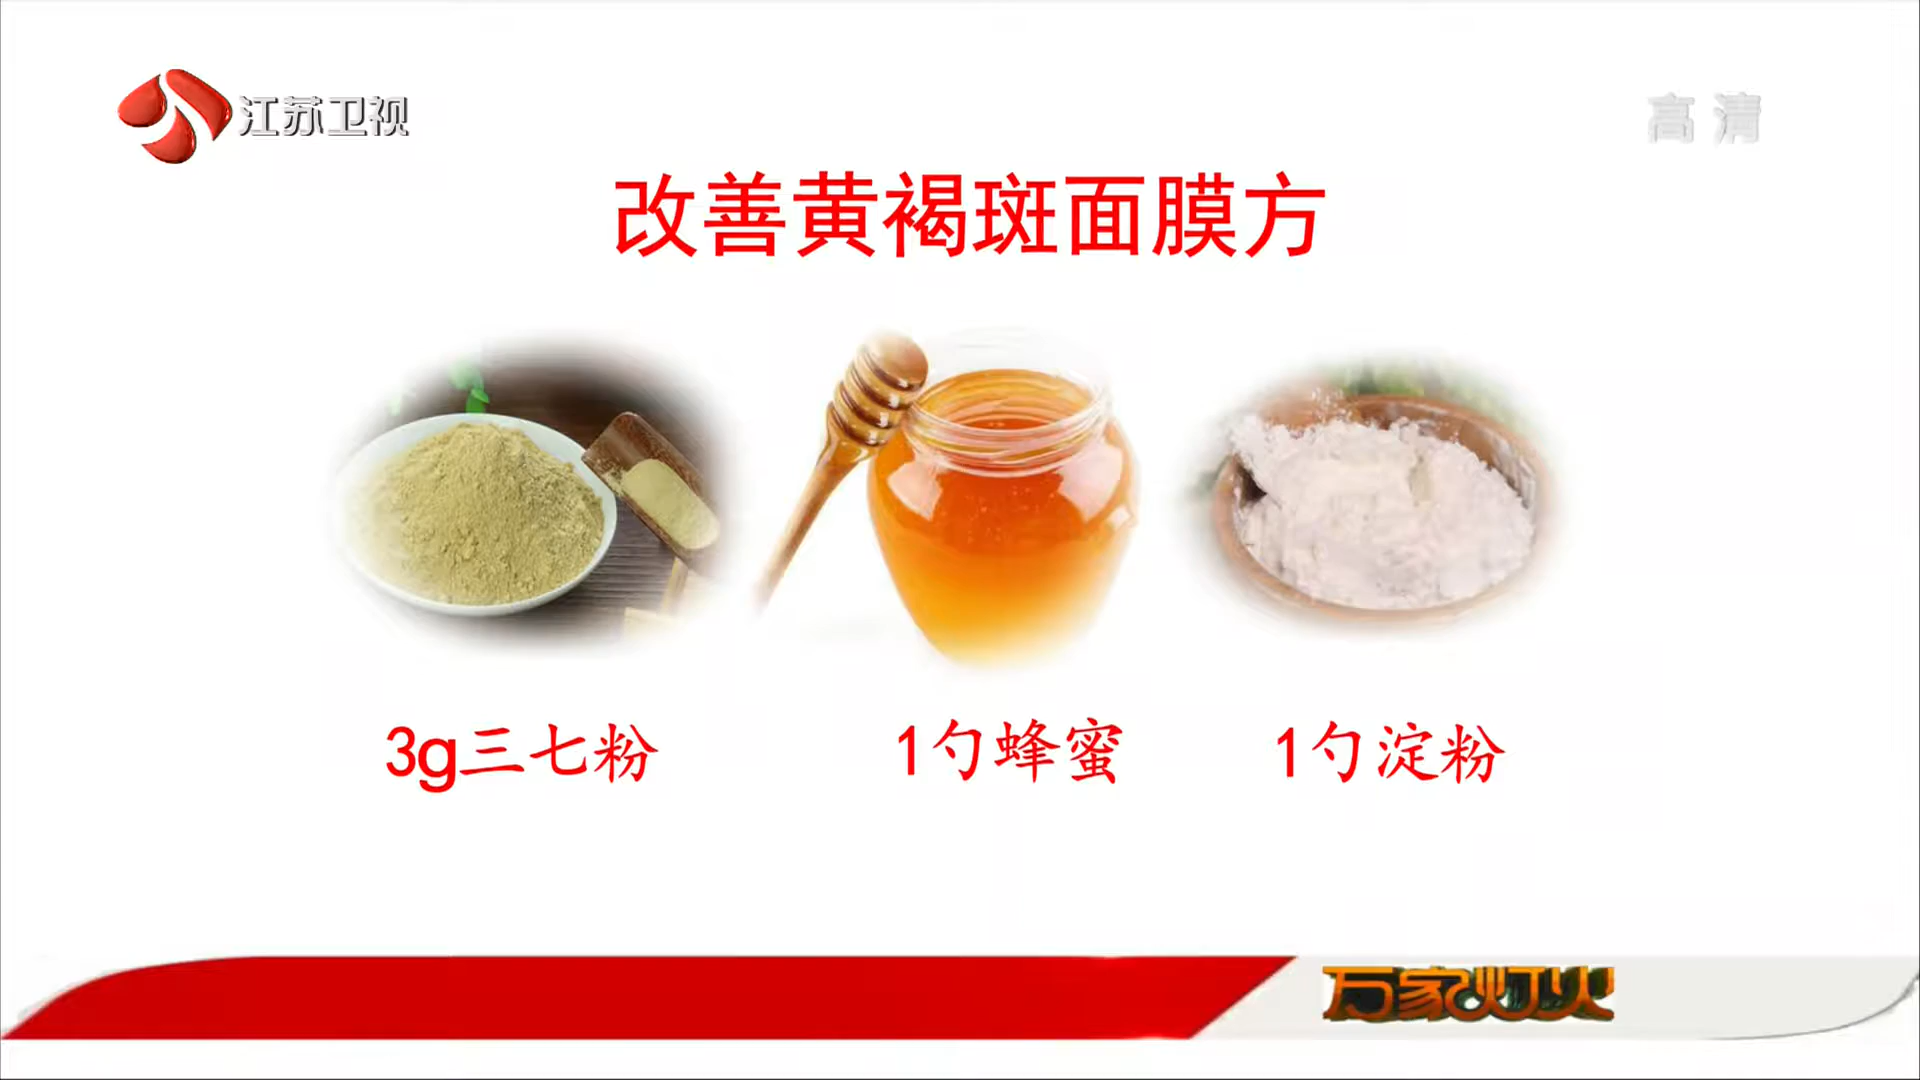 江苏卫视
高清
改善黄褐斑面膜方
3g三七粉
1勺蜂蜜
1勺淀粉
万家灯火